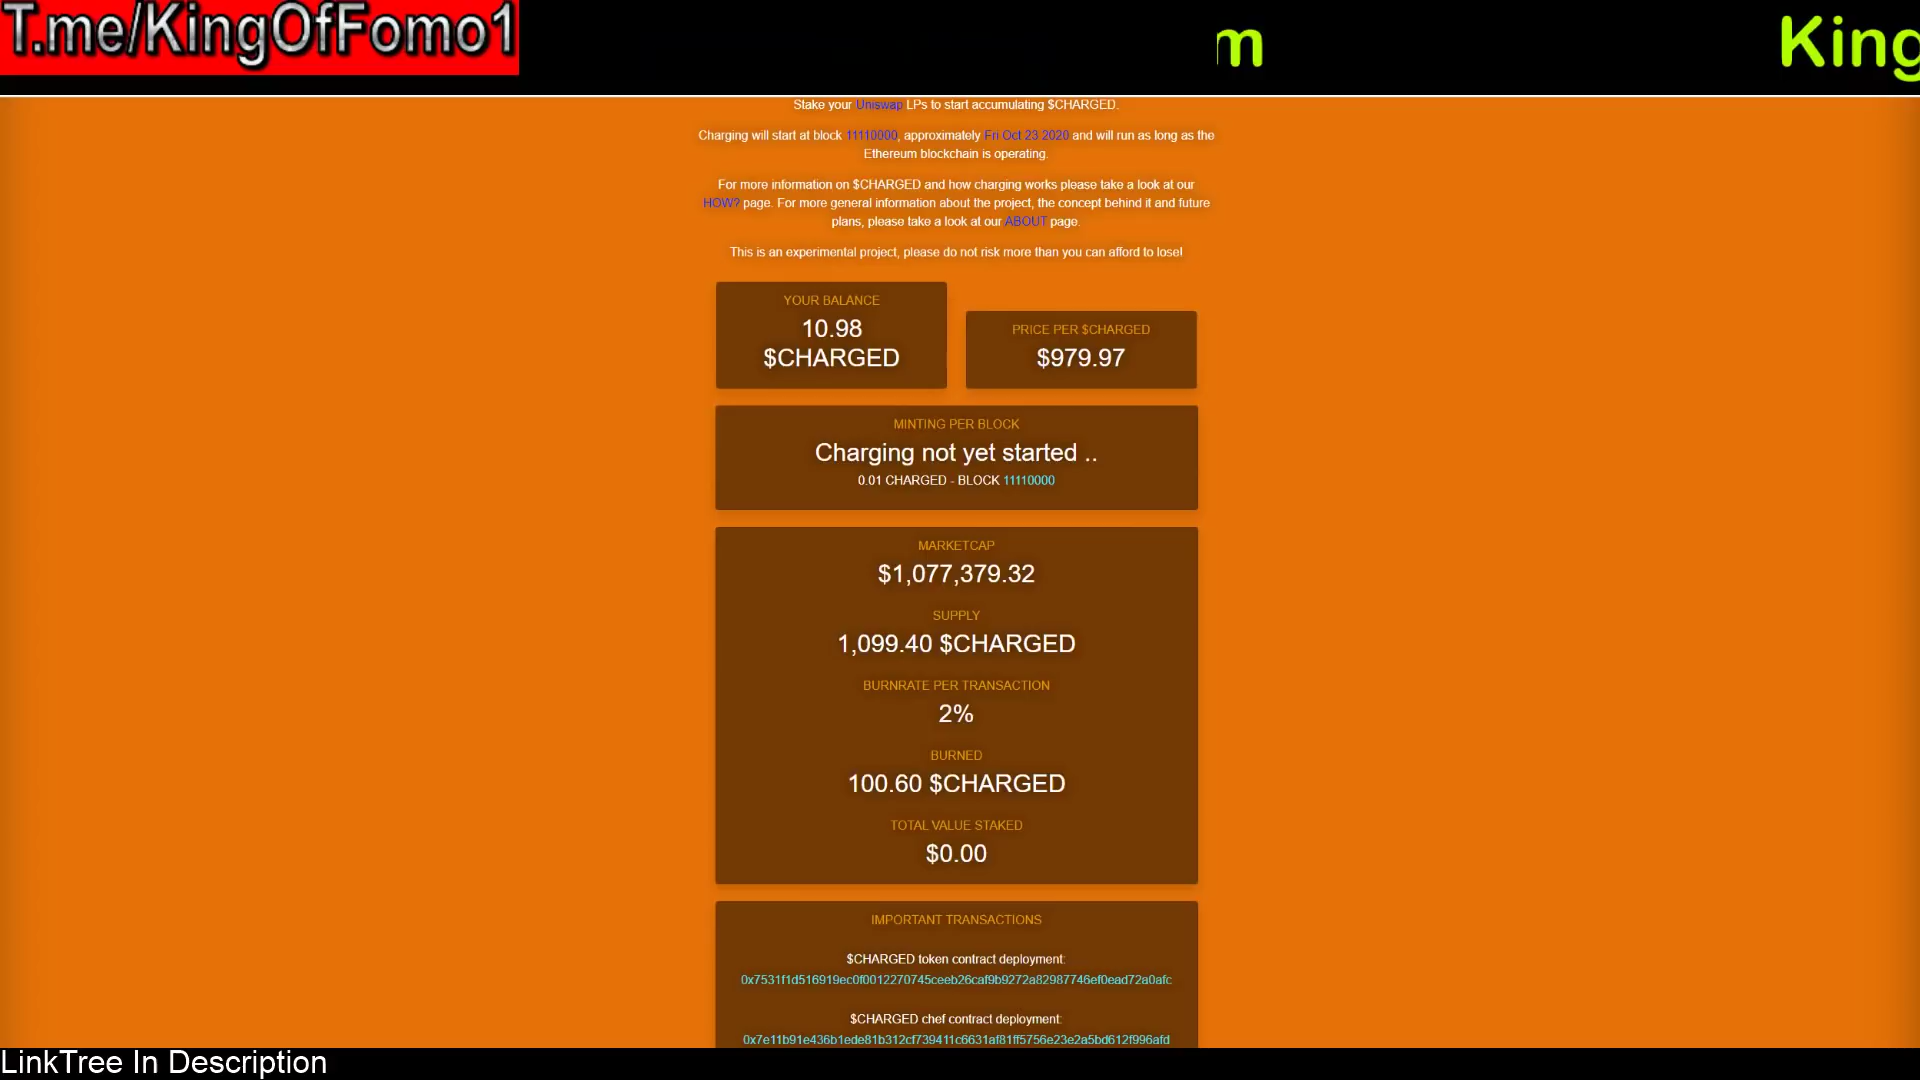 T.me/KingOfFomo1
m
King
Stake your Uniswap LPs to start accumulating $CHARGED.
Charging will start at block 11110000, approximately Fri Oct 23 2020 and will run as long as the
Ethereum blockchain is operating.
For more information on $CHARGED and how charging works please take a look at our
HOW? page. For more general information about the project, the concept behind it and future
plans, please take a look at our ABOUT page.
This is an experimental project, please do not risk more than you can afford to lose!
YOUR BALANCE
10.98
$CHARGED
PRICE PER $CHARGED
$979.97
MINTING PER BLOCK
Charging not yet started ..
0.01 CHARGED - BLOCK 11110000
MARKETCAP
$1,077,379.32
SUPPLY
1,099.40 $CHARGED
BURNRATE PER TRANSACTION
2%
BURNED
100.60 $CHARGED
TOTAL VALUE STAKED
$0.00
IMPORTANT TRANSACTIONS
$CHARGED token contract deployment:
0x7531f1d516919ec0f0012270745ceeb26caf9b9272a82987746ef0ead72a0afc
$CHARGED chef contract deployment:
0x7e11b91e436b1ede81b312cf739411c6631af81ff5756e23e2a5bd612f996afd
LinkTree In Description